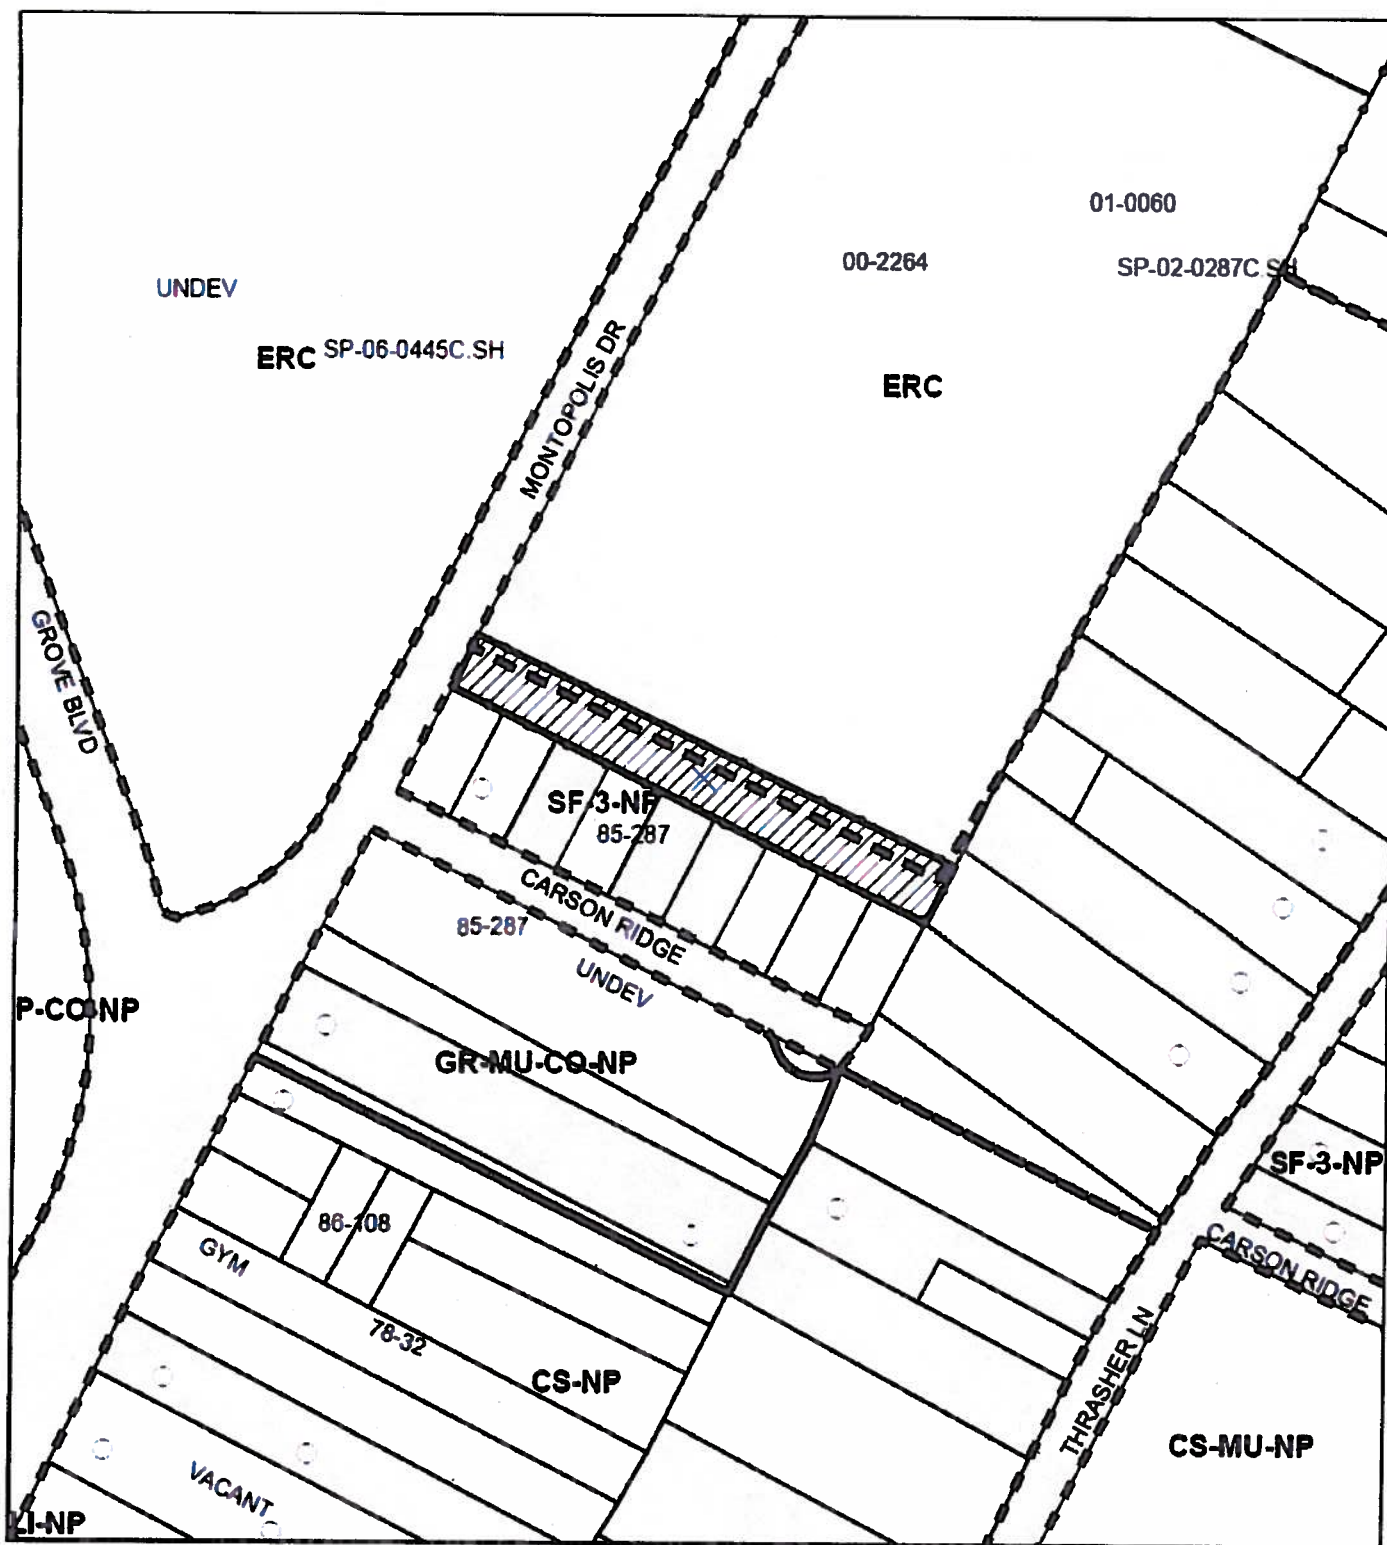 01-0060
00-2264
SP-02-0287C.SH
UNDEV
ERC SP-06-0445C.SH
MONTOPOLIS DR
ERC
GROVE BLVD
SF-3-NP
85-287
CARSON RIDGE
85-287
UNDEV
P-CO-NP
GR-MU-CO-NP
SF-3-NP
86-108
CARSON RIDGE
GYM
78-32
THRASHER LN
CS-NP
CS-MU-NP
VACANT
LI-NP